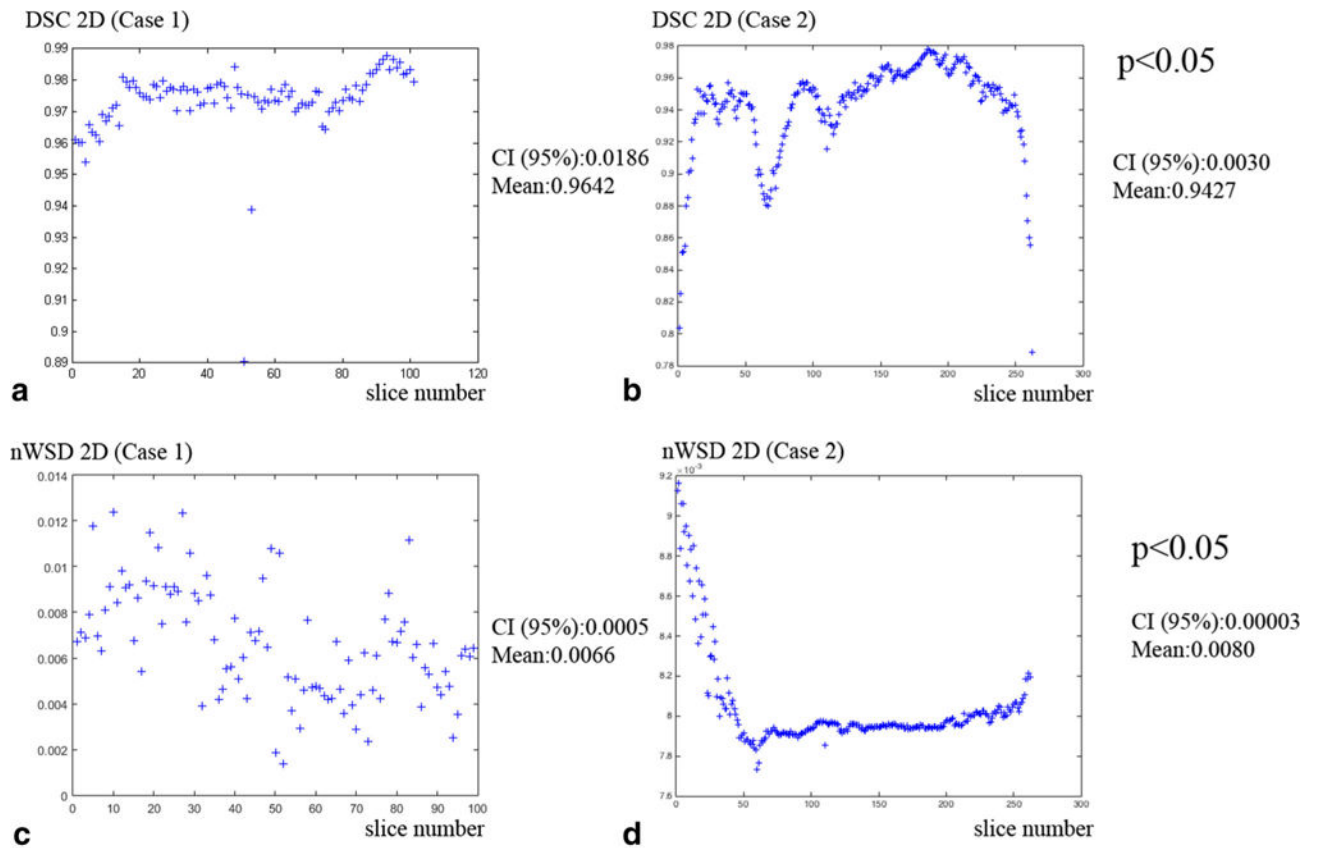 DSC 2D (Case 1)
0.99
0.98
0.97
0.96
0.95
0.94
0.93
0.92
0.91
0.9
0.89
0 20 40 60 80 100 120
slice number
CI (95%):0.0186
Mean:0.9642
a
DSC 2D (Case 2)
0.98
0.96
0.94
0.92
0.9
0.88
0.86
0.84
0.82
0.8
0.78
0 50 100 150 200 250 300
slice number
p<0.05
CI (95%):0.0030
Mean:0.9427
b
nWSD 2D (Case 1)
0.014
0.012
0.01
0.008
0.006
0.004
0.002
0
0 10 20 30 40 50 60 70 80 90 100
slice number
CI (95%):0.0005
Mean:0.0066
c
nWSD 2D (Case 2)
×10⁻³
9.2
9
8.8
8.6
8.4
8.2
8
7.8
7.6
0 50 100 150 200 250 300
slice number
p<0.05
CI (95%):0.00003
Mean:0.0080
d